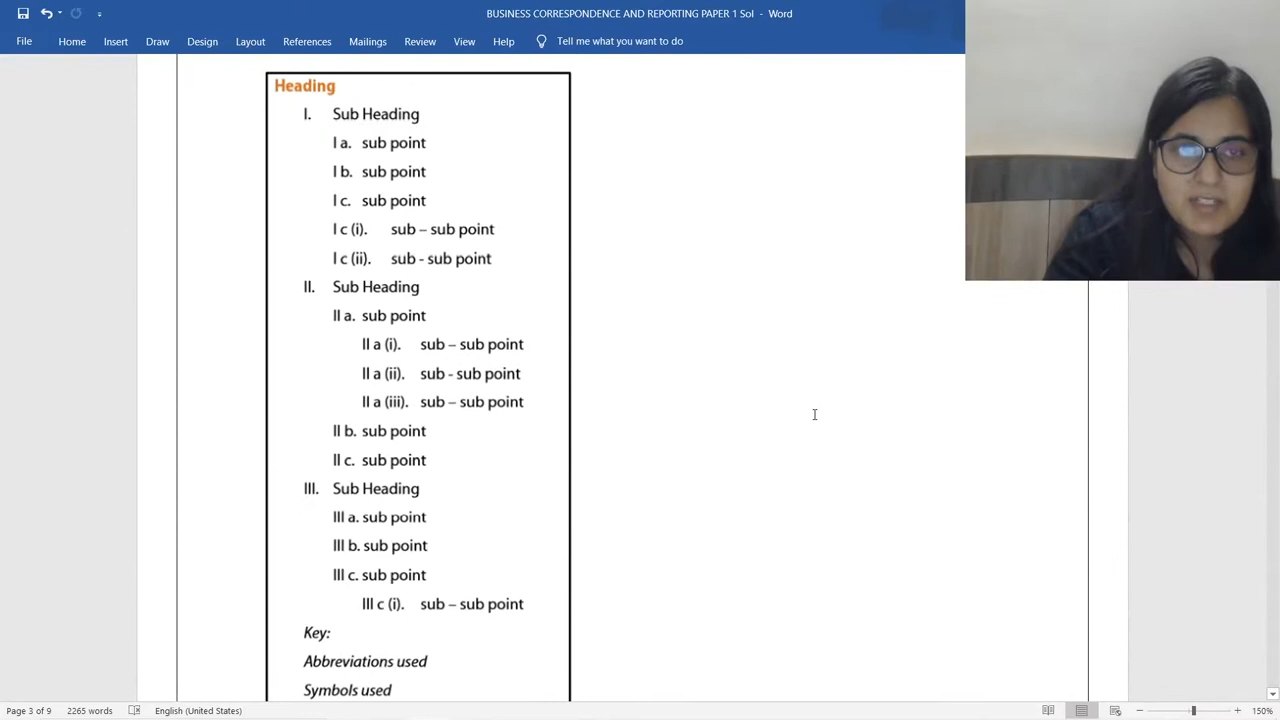 BUSINESS CORRESPONDENCE AND REPORTING PAPER 1 Sol - Word
File Home Insert Draw Design Layout References Mailings Review View Help Tell me what you want to do
Heading
I. Sub Heading
I a. sub point
I b. sub point
I c. sub point
I c (i). sub – sub point
I c (ii). sub - sub point
II. Sub Heading
II a. sub point
II a (i). sub – sub point
II a (ii). sub - sub point
II a (iii). sub – sub point
II b. sub point
II c. sub point
III. Sub Heading
III a. sub point
III b. sub point
III c. sub point
III c (i). sub – sub point
Key:
Abbreviations used
Symbols used
Page 3 of 9 2265 words English (United States) 150%